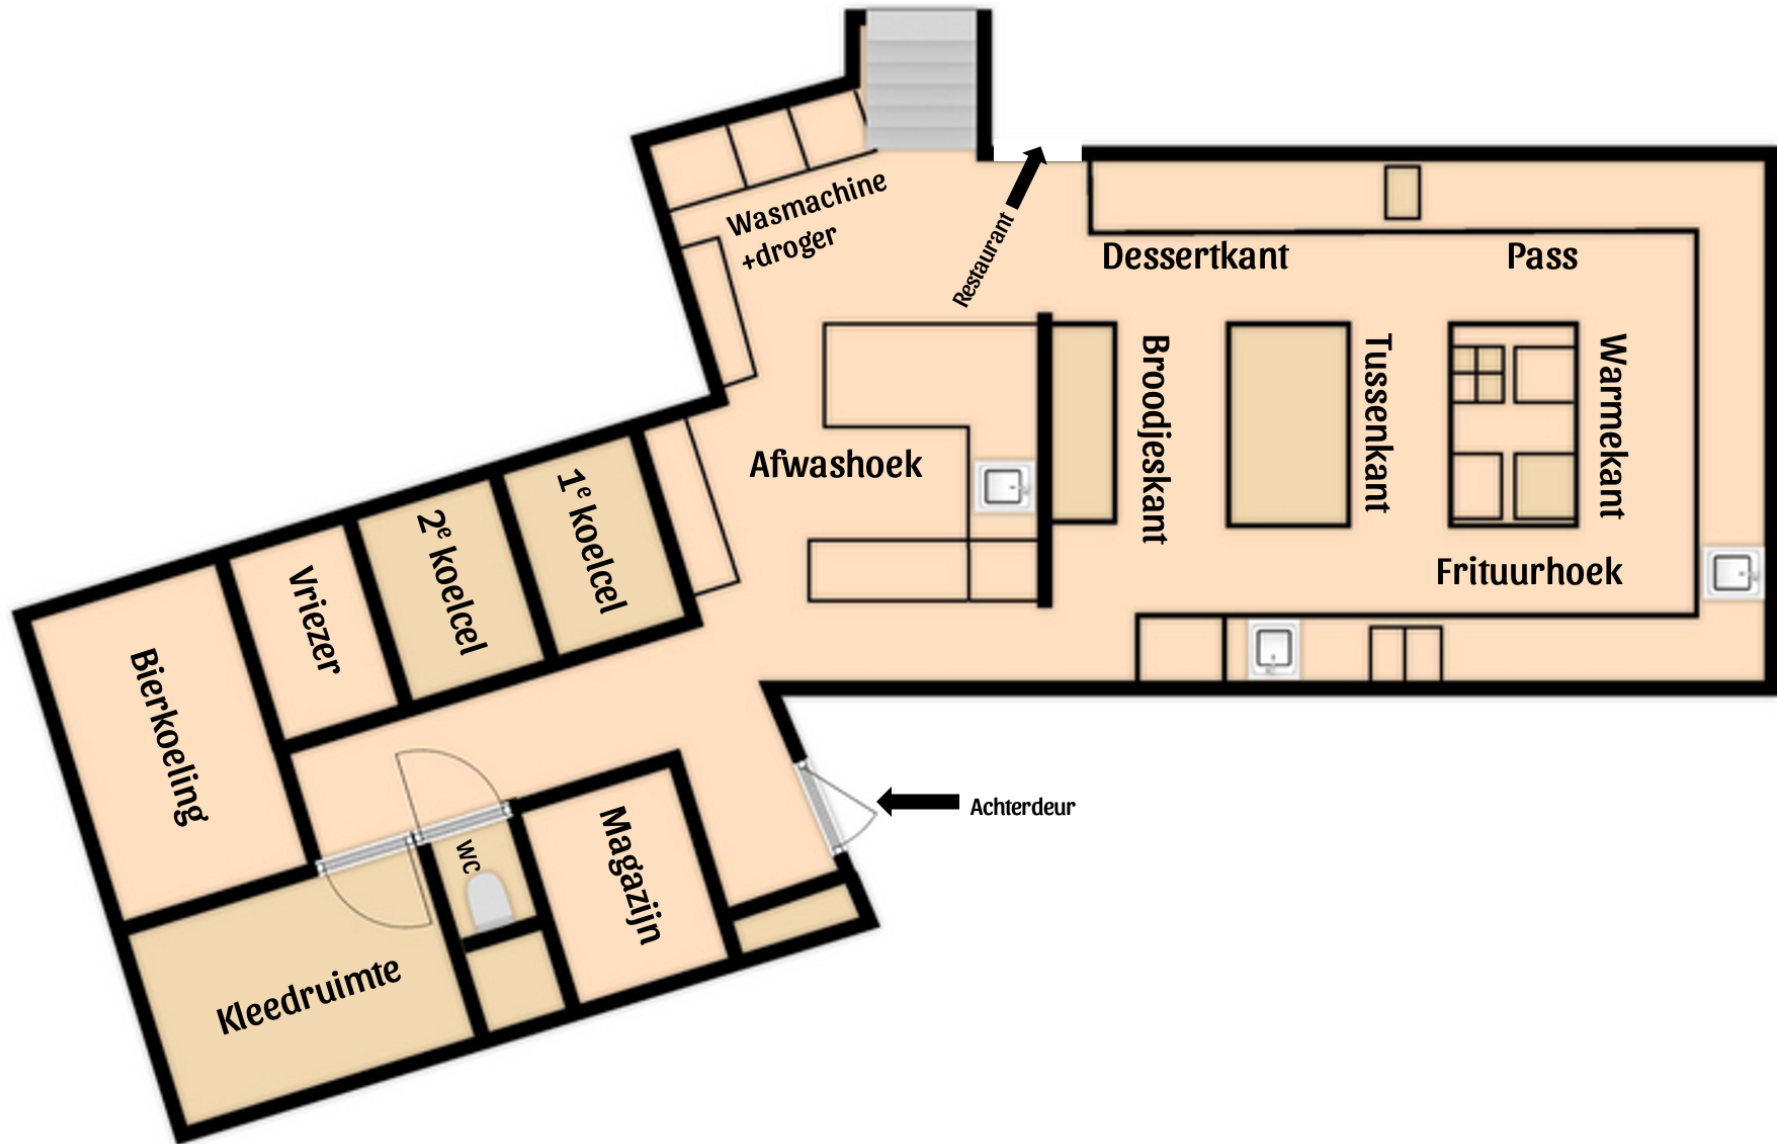 Wasmachine
+droger
Restaurant
Dessertkant
Pass
Broodjeskant
Tussenkant
Warmekant
Afwashoek
Frituurhoek
1e koelcel
2e koelcel
Vriezer
Bierkoeling
WC
Magazijn
Achterdeur
Kleedruimte